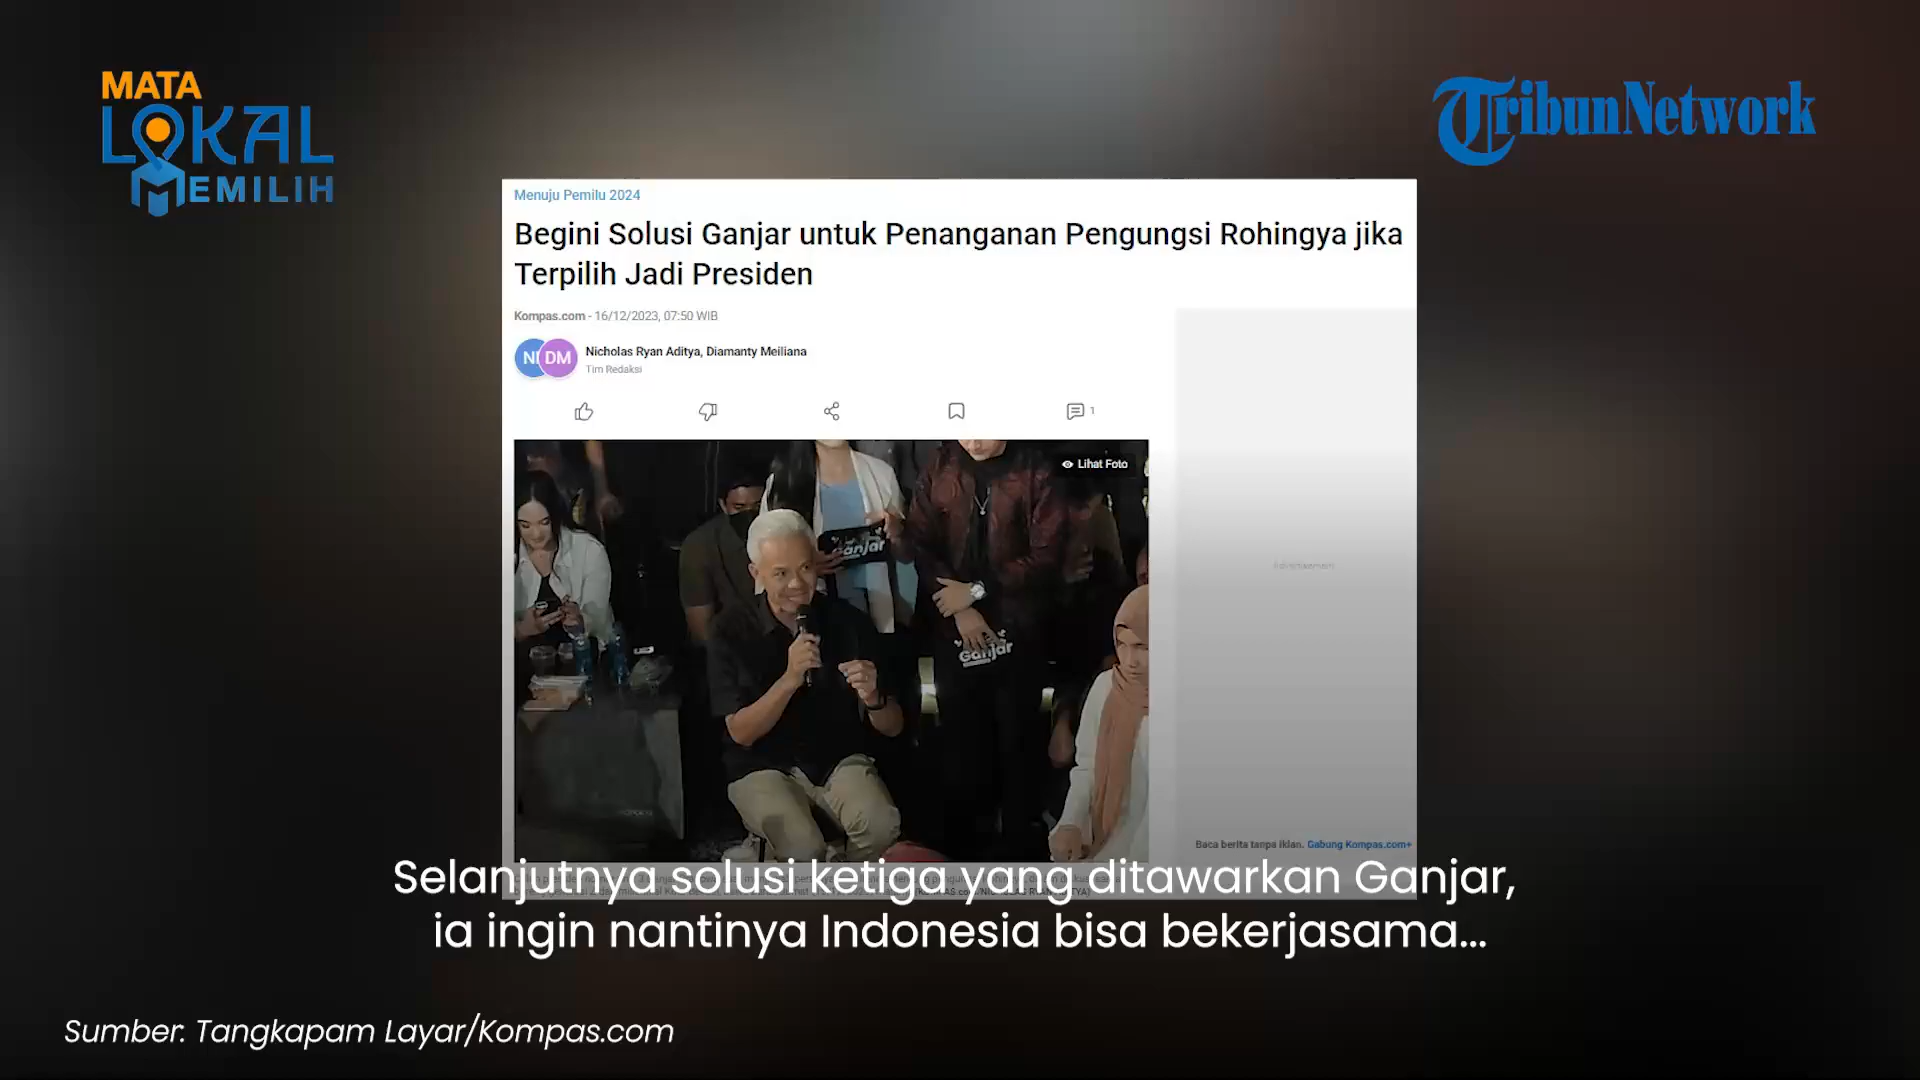 MATA
LOKAL
MEMILIH
TribunNetwork
Menuju Pemilu 2024
Begini Solusi Ganjar untuk Penanganan Pengungsi Rohingya jika
Terpilih Jadi Presiden
Kompas.com - 16/12/2023, 07:50 WIB
NI DM
Nicholas Ryan Aditya, Diamanty Meiliana
Tim Redaksi
1
Lihat Foto
Ganjar
Ganjar
Advertisement
Baca berita tanpa iklan. Gabung Kompas.com+
Selanjutnya solusi ketiga yang ditawarkan Ganjar,
ia ingin nantinya Indonesia bisa bekerjasama...
Sumber: Tangkapam Layar/Kompas.com